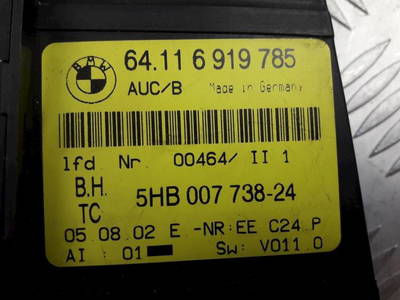 BMW
64.11 6 919 785
AUC/B Made in Germany
lfd. Nr. 00464/ II 1
B.H. 5HB 007 738-24
TC
05.08.02 E -NR:EE C24 P
AI : 01 SW: V011.0